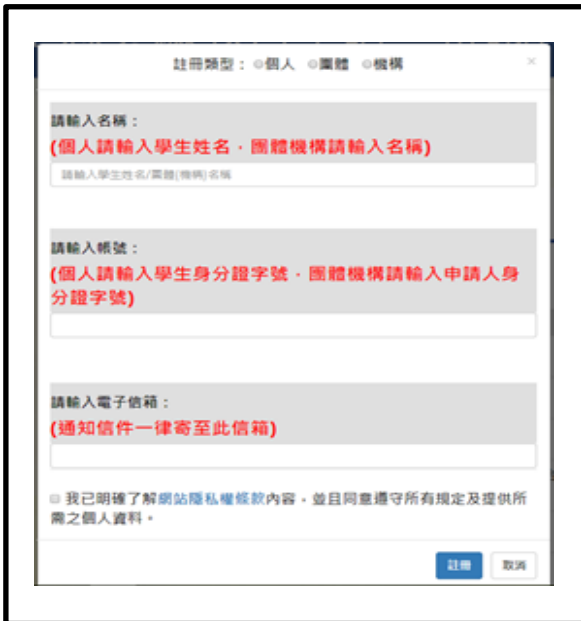 註冊類型：個人 團體 機構 ×
請輸入名稱：
(個人請輸入學生姓名，團體機構請輸入名稱)
請輸入學生姓名/團體(機構)名稱
請輸入帳號：
(個人請輸入學生身分證字號，團體機構請輸入申請人身
分證字號)
請輸入電子信箱：
(通知信件一律寄至此信箱)
我已明確了解網站隱私權條款內容，並且同意遵守所有規定及提供所
需之個人資料。
註冊 取消